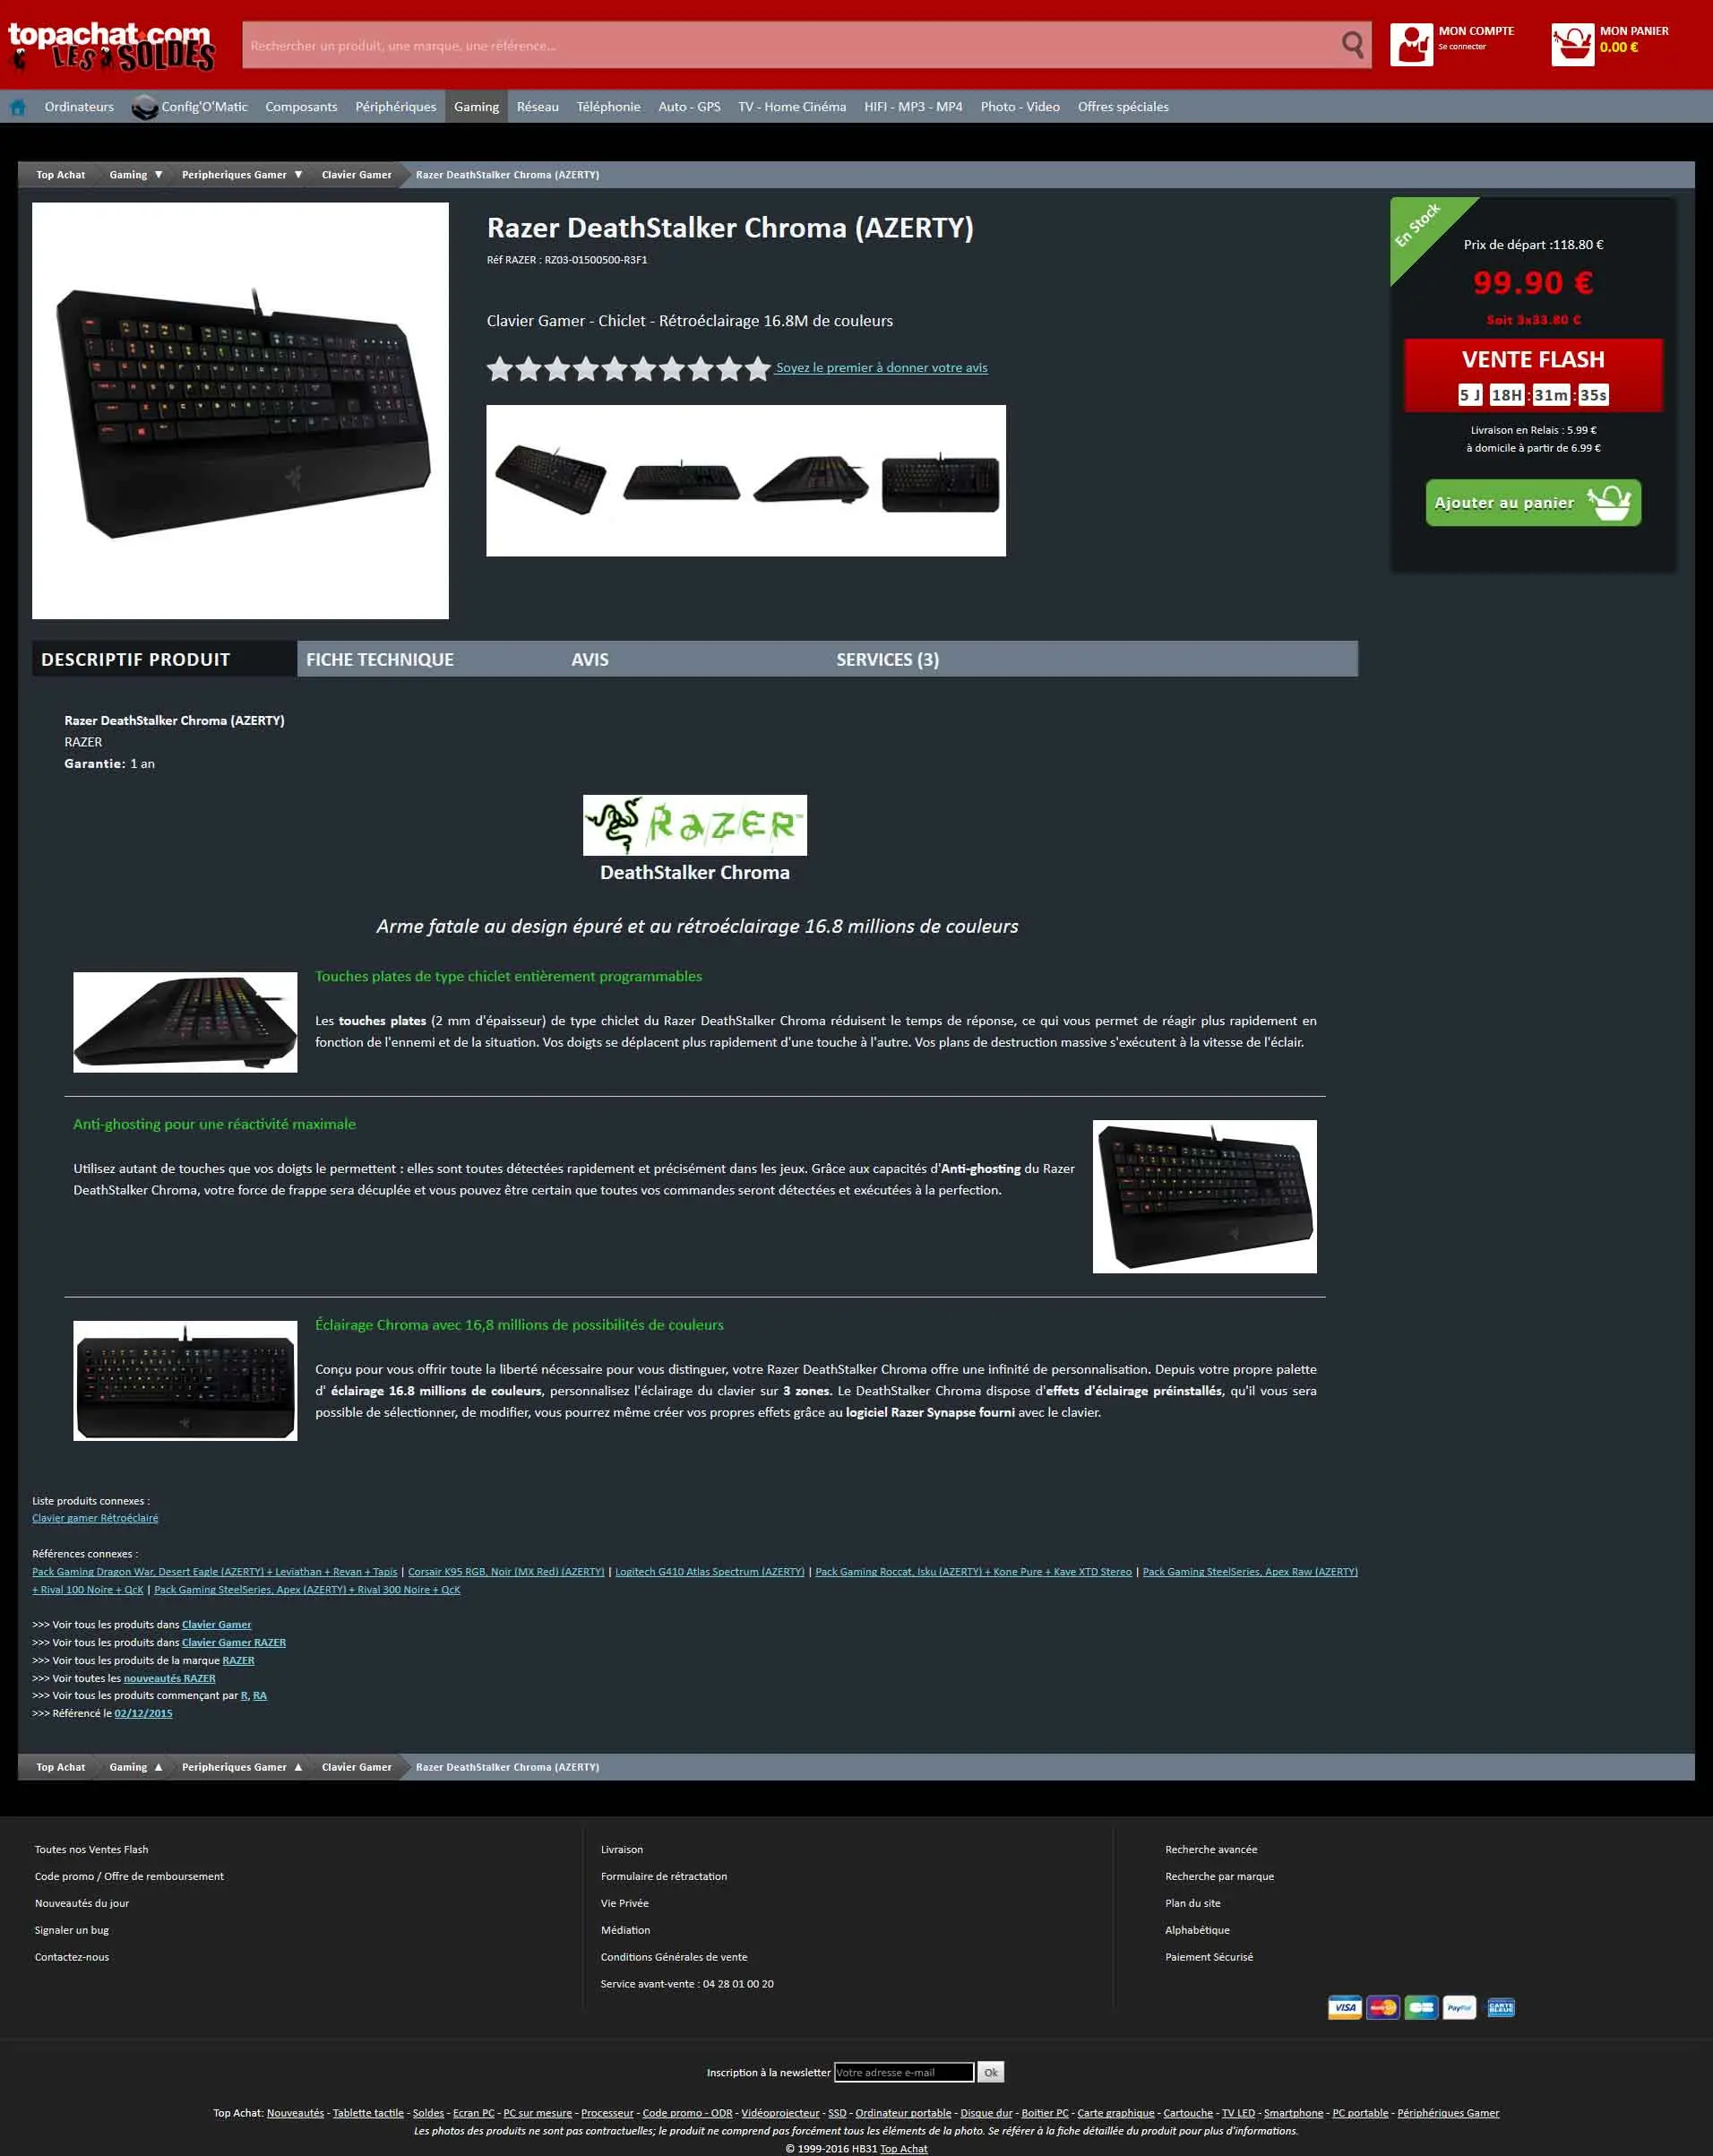 topachat.com
LES SOLDES
Rechercher un produit, une marque, une référence...
MON COMPTE
Se connecter
MON PANIER
0.00 €
Ordinateurs Config'O'Matic Composants Périphériques Gaming Réseau Téléphonie Auto - GPS TV - Home Cinéma HIFI - MP3 - MP4 Photo - Video Offres spéciales
Top Achat Gaming ▼ Peripheriques Gamer ▼ Clavier Gamer Razer DeathStalker Chroma (AZERTY)
Razer DeathStalker Chroma (AZERTY)
Réf RAZER : RZ03-01500500-R3F1
Clavier Gamer - Chiclet - Rétroéclairage 16.8M de couleurs
Soyez le premier à donner votre avis
En Stock
Prix de départ :118.80 €
99.90 €
Soit 3x33.80 €
VENTE FLASH
5 J 18H : 31m : 35s
Livraison en Relais : 5.99 €
à domicile à partir de 6.99 €
Ajouter au panier
DESCRIPTIF PRODUIT FICHE TECHNIQUE AVIS SERVICES (3)
Razer DeathStalker Chroma (AZERTY)
RAZER
Garantie: 1 an
RAZER™
DeathStalker Chroma
Arme fatale au design épuré et au rétroéclairage 16.8 millions de couleurs
Touches plates de type chiclet entièrement programmables
Les touches plates (2 mm d'épaisseur) de type chiclet du Razer DeathStalker Chroma réduisent le temps de réponse, ce qui vous permet de réagir plus rapidement en
fonction de l'ennemi et de la situation. Vos doigts se déplacent plus rapidement d'une touche à l'autre. Vos plans de destruction massive s'exécutent à la vitesse de l'éclair.
Anti-ghosting pour une réactivité maximale
Utilisez autant de touches que vos doigts le permettent : elles sont toutes détectées rapidement et précisément dans les jeux. Grâce aux capacités d'Anti-ghosting du Razer
DeathStalker Chroma, votre force de frappe sera décuplée et vous pouvez être certain que toutes vos commandes seront détectées et exécutées à la perfection.
Éclairage Chroma avec 16,8 millions de possibilités de couleurs
Conçu pour vous offrir toute la liberté nécessaire pour vous distinguer, votre Razer DeathStalker Chroma offre une infinité de personnalisation. Depuis votre propre palette
d' éclairage 16.8 millions de couleurs, personnalisez l'éclairage du clavier sur 3 zones. Le DeathStalker Chroma dispose d'effets d'éclairage préinstallés, qu'il vous sera
possible de sélectionner, de modifier, vous pourrez même créer vos propres effets grâce au logiciel Razer Synapse fourni avec le clavier.
Liste produits connexes :
Clavier gamer Rétroéclairé
Références connexes :
Pack Gaming Dragon War, Desert Eagle (AZERTY) + Leviathan + Revan + Tapis | Corsair K95 RGB, Noir (MX Red) (AZERTY) | Logitech G410 Atlas Spectrum (AZERTY) | Pack Gaming Roccat, Isku (AZERTY) + Kone Pure + Kave XTD Stereo | Pack Gaming SteelSeries, Apex Raw (AZERTY)
+ Rival 100 Noire + QcK | Pack Gaming SteelSeries, Apex (AZERTY) + Rival 300 Noire + QcK
>>> Voir tous les produits dans Clavier Gamer
>>> Voir tous les produits dans Clavier Gamer RAZER
>>> Voir tous les produits de la marque RAZER
>>> Voir toutes les nouveautés RAZER
>>> Voir tous les produits commençant par R, RA
>>> Référencé le 02/12/2015
Top Achat Gaming ▲ Peripheriques Gamer ▲ Clavier Gamer Razer DeathStalker Chroma (AZERTY)
Toutes nos Ventes Flash
Code promo / Offre de remboursement
Nouveautés du jour
Signaler un bug
Contactez-nous
Livraison
Formulaire de rétractation
Vie Privée
Médiation
Conditions Générales de vente
Service avant-vente : 04 28 01 00 20
Recherche avancée
Recherche par marque
Plan du site
Alphabétique
Paiement Sécurisé
VISA MasterCard CB PayPal CARTE BLEUE
Inscription à la newsletter Votre adresse e-mail Ok
Top Achat: Nouveautés - Tablette tactile - Soldes - Ecran PC - PC sur mesure - Processeur - Code promo - ODR - Vidéoprojecteur - SSD - Ordinateur portable - Disque dur - Boitier PC - Carte graphique - Cartouche - TV LED - Smartphone - PC portable - Périphériques Gamer
Les photos des produits ne sont pas contractuelles; le produit ne comprend pas forcément tous les éléments de la photo. Se référer à la fiche détaillée du produit pour plus d'informations.
© 1999-2016 HB31 Top Achat